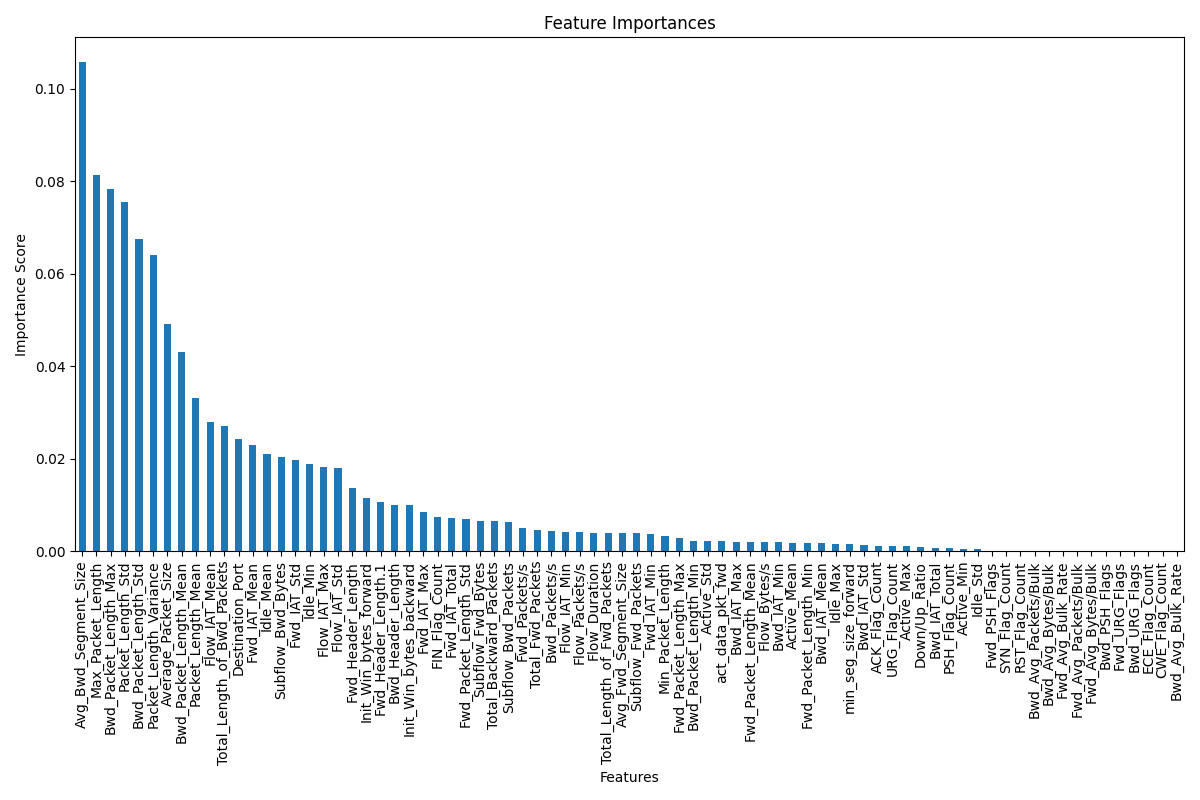 Feature Importances
Importance Score
0.10
0.08
0.06
0.04
0.02
0.00
Avg_Bwd_Segment_Size
Max_Packet_Length
Bwd_Packet_Length_Max
Packet_Length_Std
Bwd_Packet_Length_Std
Packet_Length_Variance
Average_Packet_Size
Bwd_Packet_Length_Mean
Packet_Length_Mean
Flow_IAT_Mean
Total_Length_of_Bwd_Packets
Destination_Port
Fwd_IAT_Mean
Idle_Mean
Subflow_Bwd_Bytes
Fwd_IAT_Std
Idle_Min
Flow_IAT_Max
Flow_IAT_Std
Fwd_Header_Length
Init_Win_bytes_forward
Fwd_Header_Length.1
Bwd_Header_Length
Init_Win_bytes_backward
Fwd_IAT_Max
FIN_Flag_Count
Fwd_IAT_Total
Fwd_Packet_Length_Std
Subflow_Fwd_Bytes
Total_Backward_Packets
Subflow_Bwd_Packets
Fwd_Packets/s
Total_Fwd_Packets
Bwd_Packets/s
Flow_IAT_Min
Flow_Packets/s
Flow_Duration
Total_Length_of_Fwd_Packets
Avg_Fwd_Segment_Size
Subflow_Fwd_Packets
Fwd_IAT_Min
Min_Packet_Length
Fwd_Packet_Length_Max
Bwd_Packet_Length_Min
Active_Std
act_data_pkt_fwd
Bwd_IAT_Max
Fwd_Packet_Length_Mean
Flow_Bytes/s
Bwd_IAT_Min
Active_Mean
Fwd_Packet_Length_Min
Bwd_IAT_Mean
Idle_Max
min_seg_size_forward
Bwd_IAT_Std
ACK_Flag_Count
URG_Flag_Count
Active_Max
Down/Up_Ratio
Bwd_IAT_Total
PSH_Flag_Count
Active_Min
Idle_Std
Fwd_PSH_Flags
SYN_Flag_Count
RST_Flag_Count
Bwd_Avg_Packets/Bulk
Bwd_Avg_Bytes/Bulk
Fwd_Avg_Bulk_Rate
Fwd_Avg_Packets/Bulk
Fwd_Avg_Bytes/Bulk
Bwd_PSH_Flags
Fwd_URG_Flags
Bwd_URG_Flags
ECE_Flag_Count
CWE_Flag_Count
Bwd_Avg_Bulk_Rate
Features